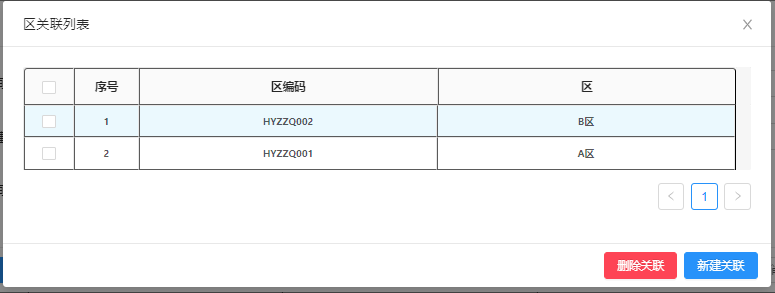 区关联列表
序号 区编码 区
1 HYZZQ002 B区
2 HYZZQ001 A区
1
删除关联 新建关联